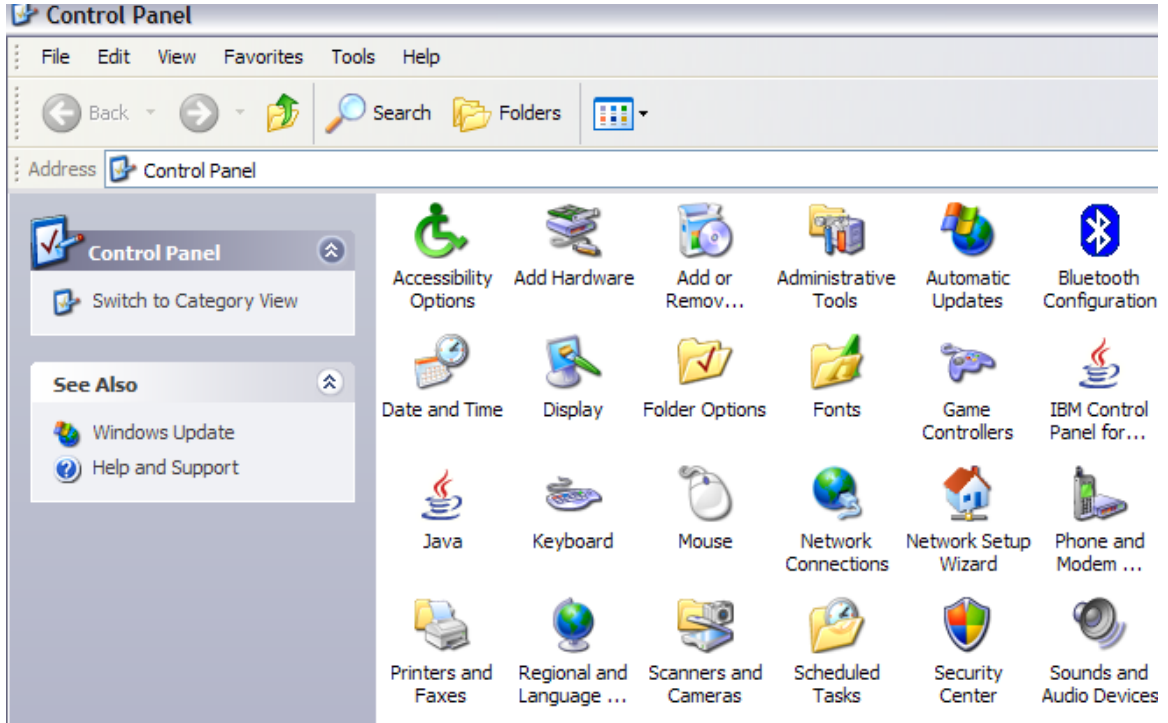 Control Panel
File Edit View Favorites Tools Help
Back Search Folders
Address Control Panel
Control Panel
Switch to Category View
See Also
Windows Update
Help and Support
Accessibility Options
Add Hardware
Add or Remov...
Administrative Tools
Automatic Updates
Bluetooth Configuration
Date and Time
Display
Folder Options
Fonts
Game Controllers
IBM Control Panel for...
Java
Keyboard
Mouse
Network Connections
Network Setup Wizard
Phone and Modem ...
Printers and Faxes
Regional and Language ...
Scanners and Cameras
Scheduled Tasks
Security Center
Sounds and Audio Devices